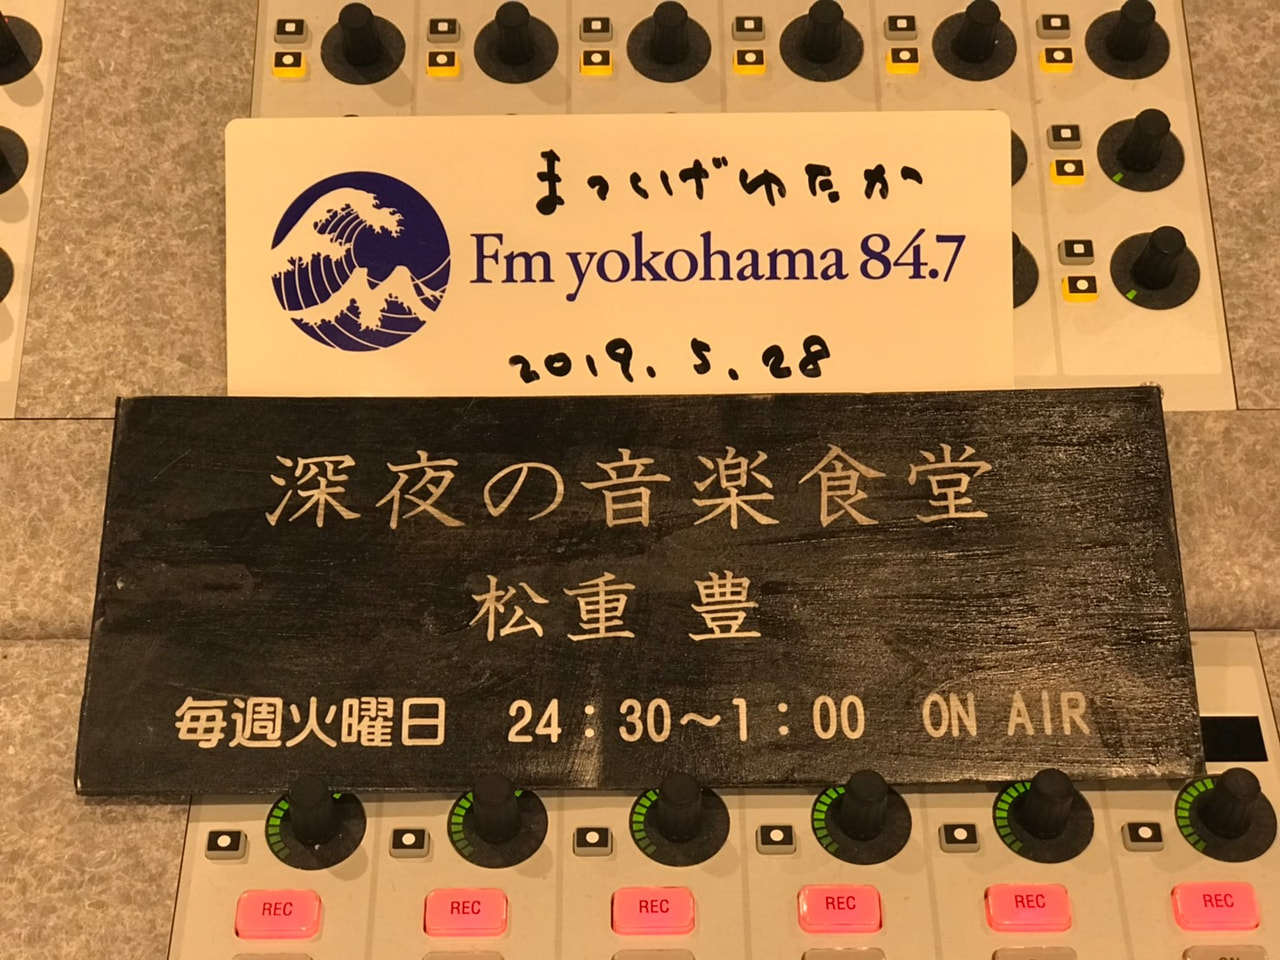 まつしげゆたか
Fm yokohama 84.7
2019.5.28
深夜の音楽食堂
松重 豊
毎週火曜日 24:30~1:00 ON AIR
REC REC REC REC REC REC